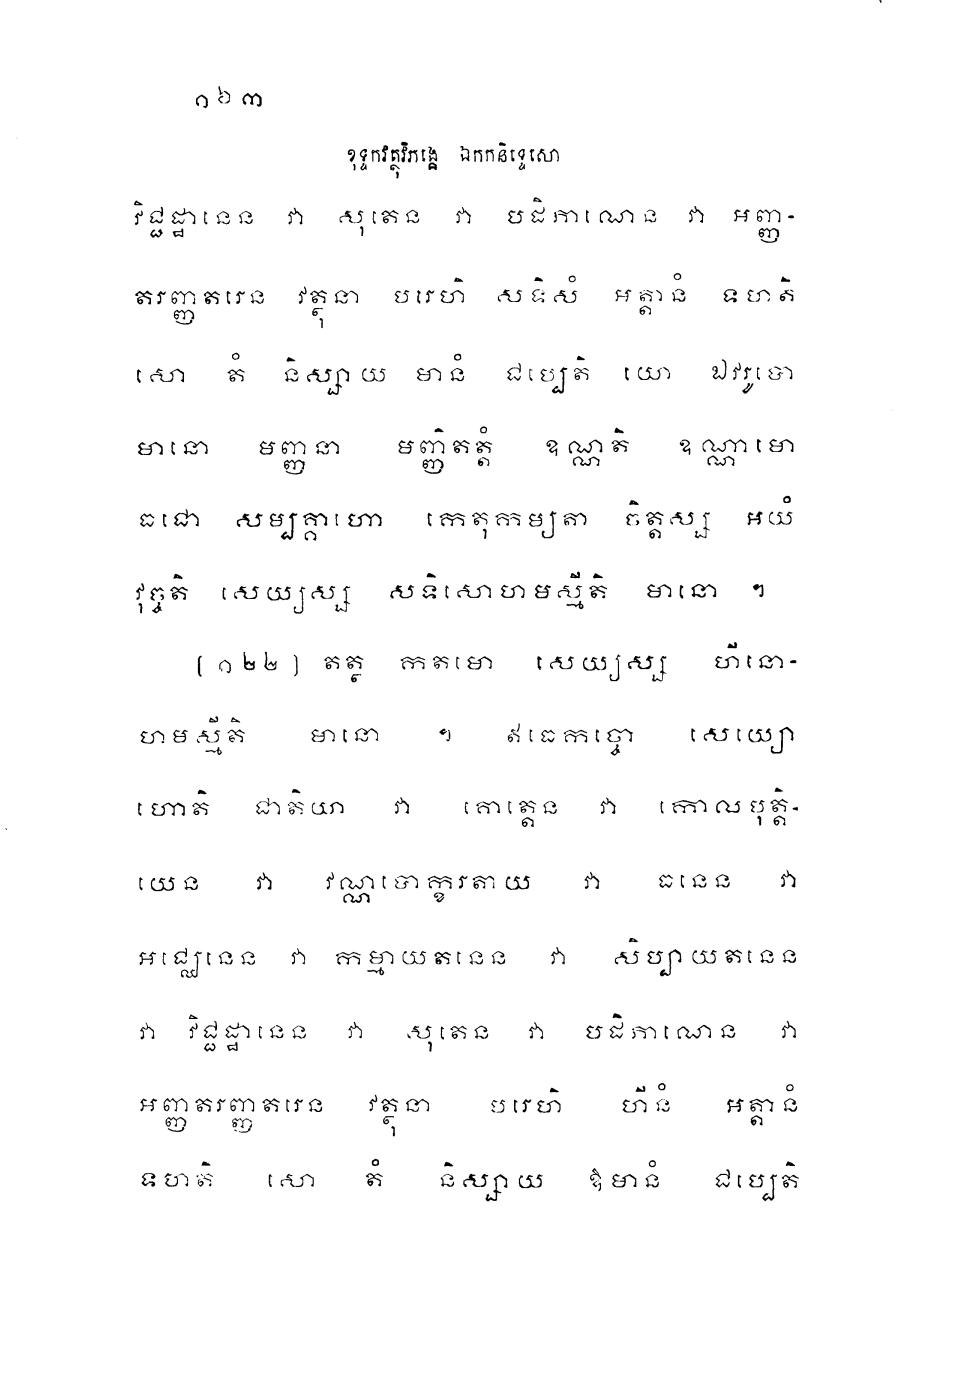 ១៦៣
ខុទ្ទកវត្ថុវិភង្គេ ឯកកនិទ្ទេសោ
វិជ្ជដ្ឋានេន វា សុតេន វា បដិភាណេន វា អញ្ញ-
តរញ្ញតរេន វត្ថុនា បរេហិ សទិសំ អត្តានំ ទហតិ
សោ តំ និស្សាយ មានំ ជប្បេតិ យោ ឯវរូបោ
មានោ មញ្ញនា មញ្ញិតត្តំ ឧណ្ណតិ ឧណ្ណាមោ
ធជោ សម្បគ្គាហោ កេតុកម្យតា ចិត្តស្ស អយំ
វុច្ចតិ សេយ្យស្ស សទិសោហមស្មីតិ មានោ ។
(១២២) តត្ថ កតមោ សេយ្យស្ស ហីនោ-
ហមស្មីតិ មានោ ។ ឥធេកច្ចោ សេយ្យោ
ហោតិ ជាតិយា វា គោត្តេន វា កោលបុត្តិ-
យេន វា វណ្ណបោក្ខរតាយ វា ធនេន វា
អជ្ឈេនេន វា កម្មាយតនេន វា សិប្បាយតនេន
វា វិជ្ជដ្ឋានេន វា សុតេន វា បដិភាណេន វា
អញ្ញតរញ្ញតរេន វត្ថុនា បរេហិ ហីនំ អត្តានំ
ទហតិ សោ តំ និស្សាយ ឱមានំ ជប្បេតិ